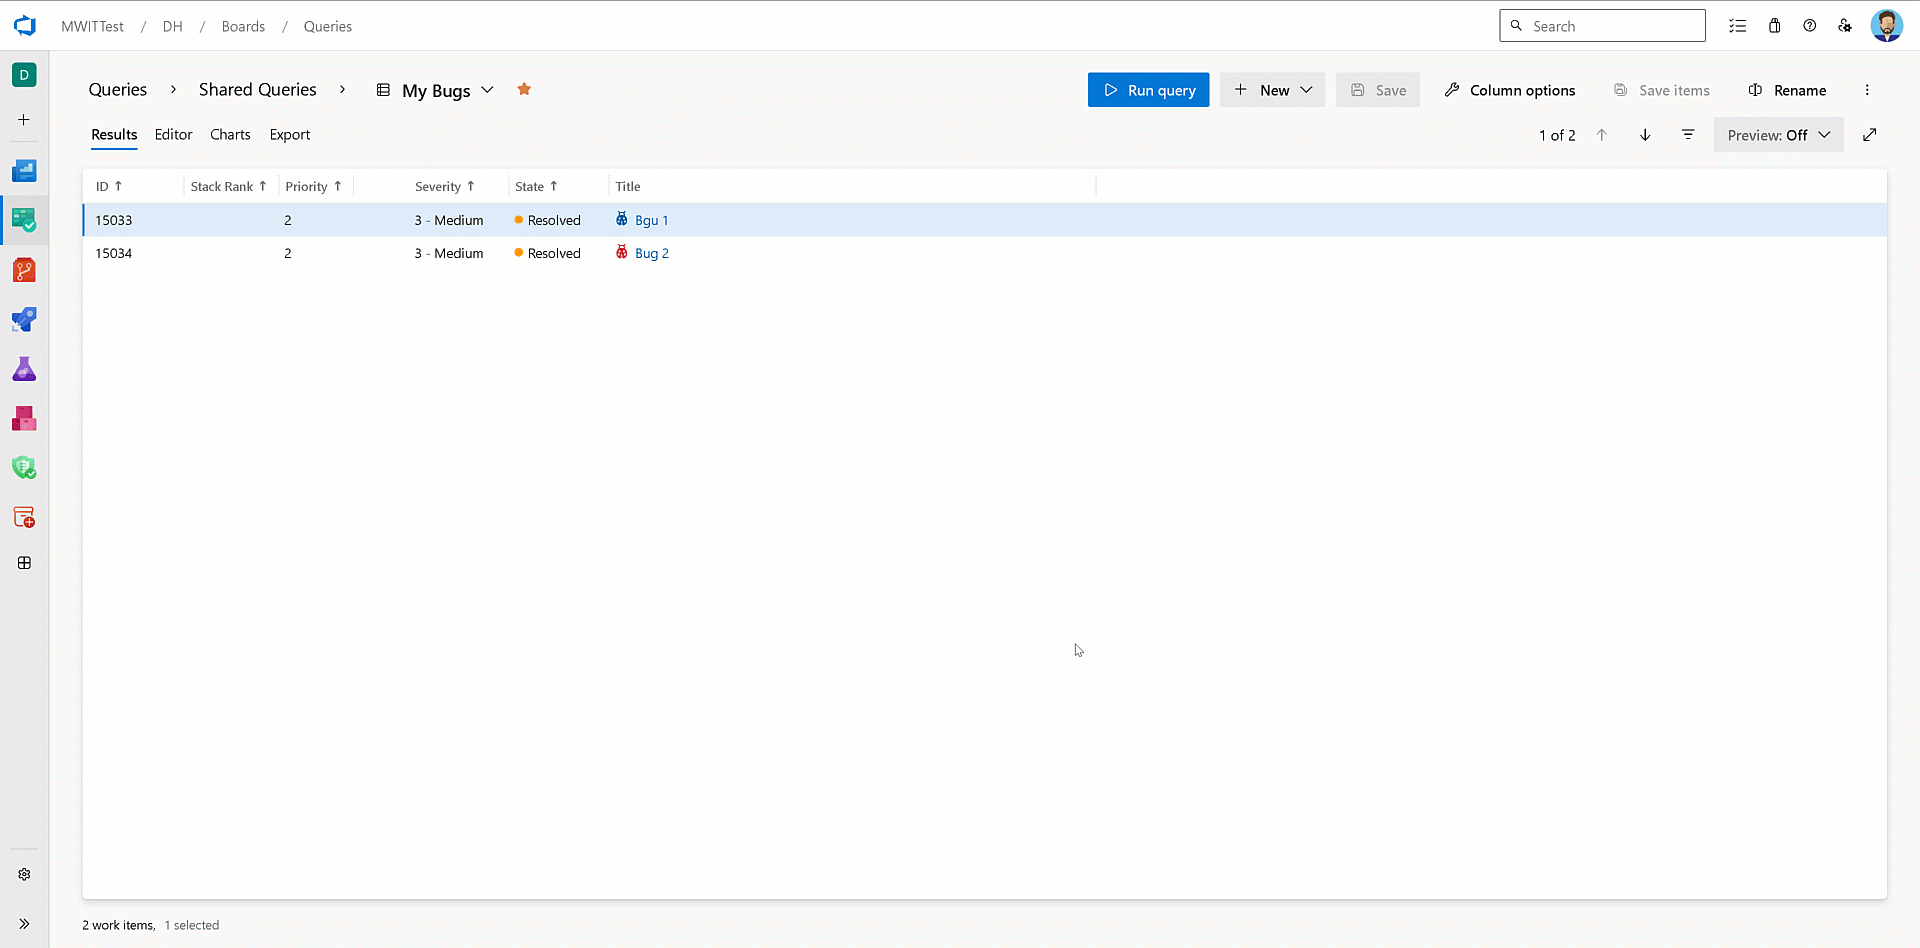 MWITTest / DH / Boards / Queries
Search
D
Queries > Shared Queries > My Bugs
Run query
New
Save
Column options
Save items
Rename
Results Editor Charts Export
1 of 2
Preview: Off
ID ↑ Stack Rank ↑ Priority ↑ Severity ↑ State ↑ Title
15033 2 3 - Medium Resolved Bgu 1
15034 2 3 - Medium Resolved Bug 2
2 work items, 1 selected